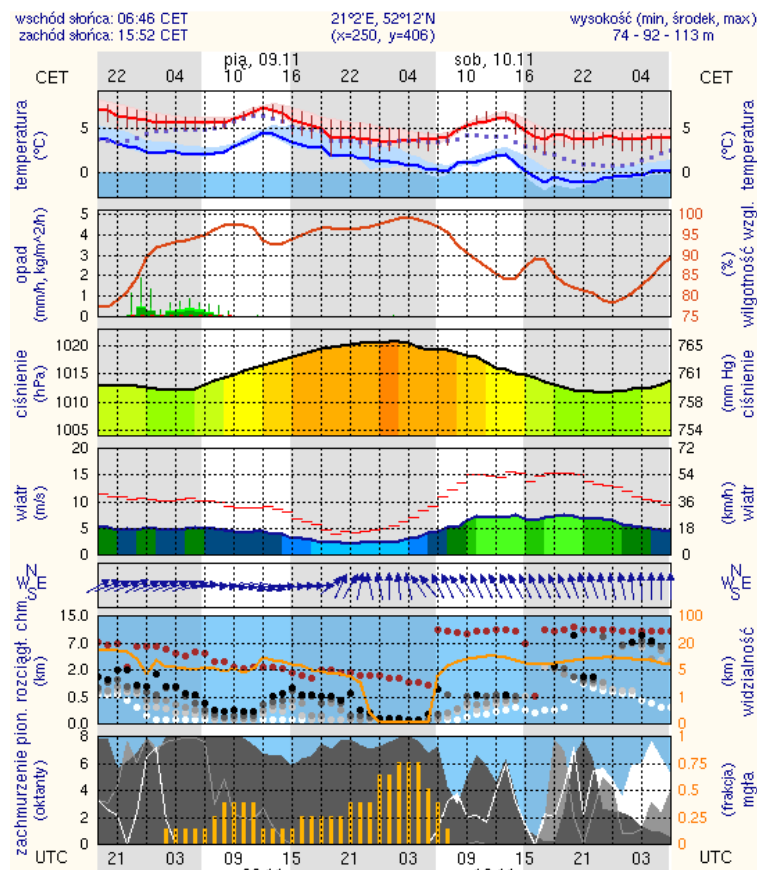 wschód słońca: 06:46 CET
zachód słońca: 15:52 CET
21°2'E, 52°12'N
(x=250, y=406)
wysokość (min, środek, max)
74 - 92 - 113 m
pią, 09.11 sob, 10.11
CET 22 04 10 16 22 04 10 16 22 04 CET
temperatura
(°C)
5
0
5
0
(°C)
temperatura
opad
(mm/h, kg/m^2/h)
5
4
3
2
1
0
100
95
90
85
80
75
(%)
wilgotność wzgl.
ciśnienie
(hPa)
1020
1015
1010
1005
765
761
758
754
(mm Hg)
ciśnienie
wiatr
(m/s)
20
15
10
5
0
72
54
36
18
0
(km/h)
wiatr
N
W E
S
N
W E
S
pion. rozciągł. chm.
(km)
15.0
7.0
2.0
0.5
0.0
100
20
5
1
0
(km)
widzialność
zachmurzenie
(oktanty)
8
6
4
2
0
1
0.75
0.5
0.25
0
(frakcja)
mgła
UTC 21 03 09 15 21 03 09 15 21 03 UTC